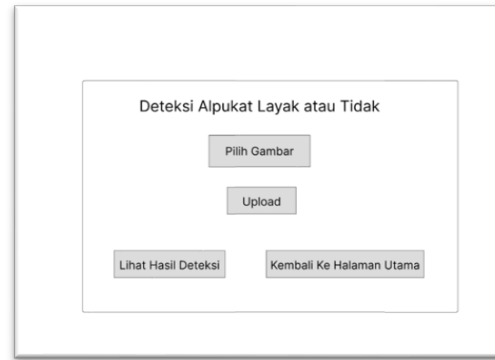 Deteksi Alpukat Layak atau Tidak
Pilih Gambar
Upload
Lihat Hasil Deteksi
Kembali Ke Halaman Utama